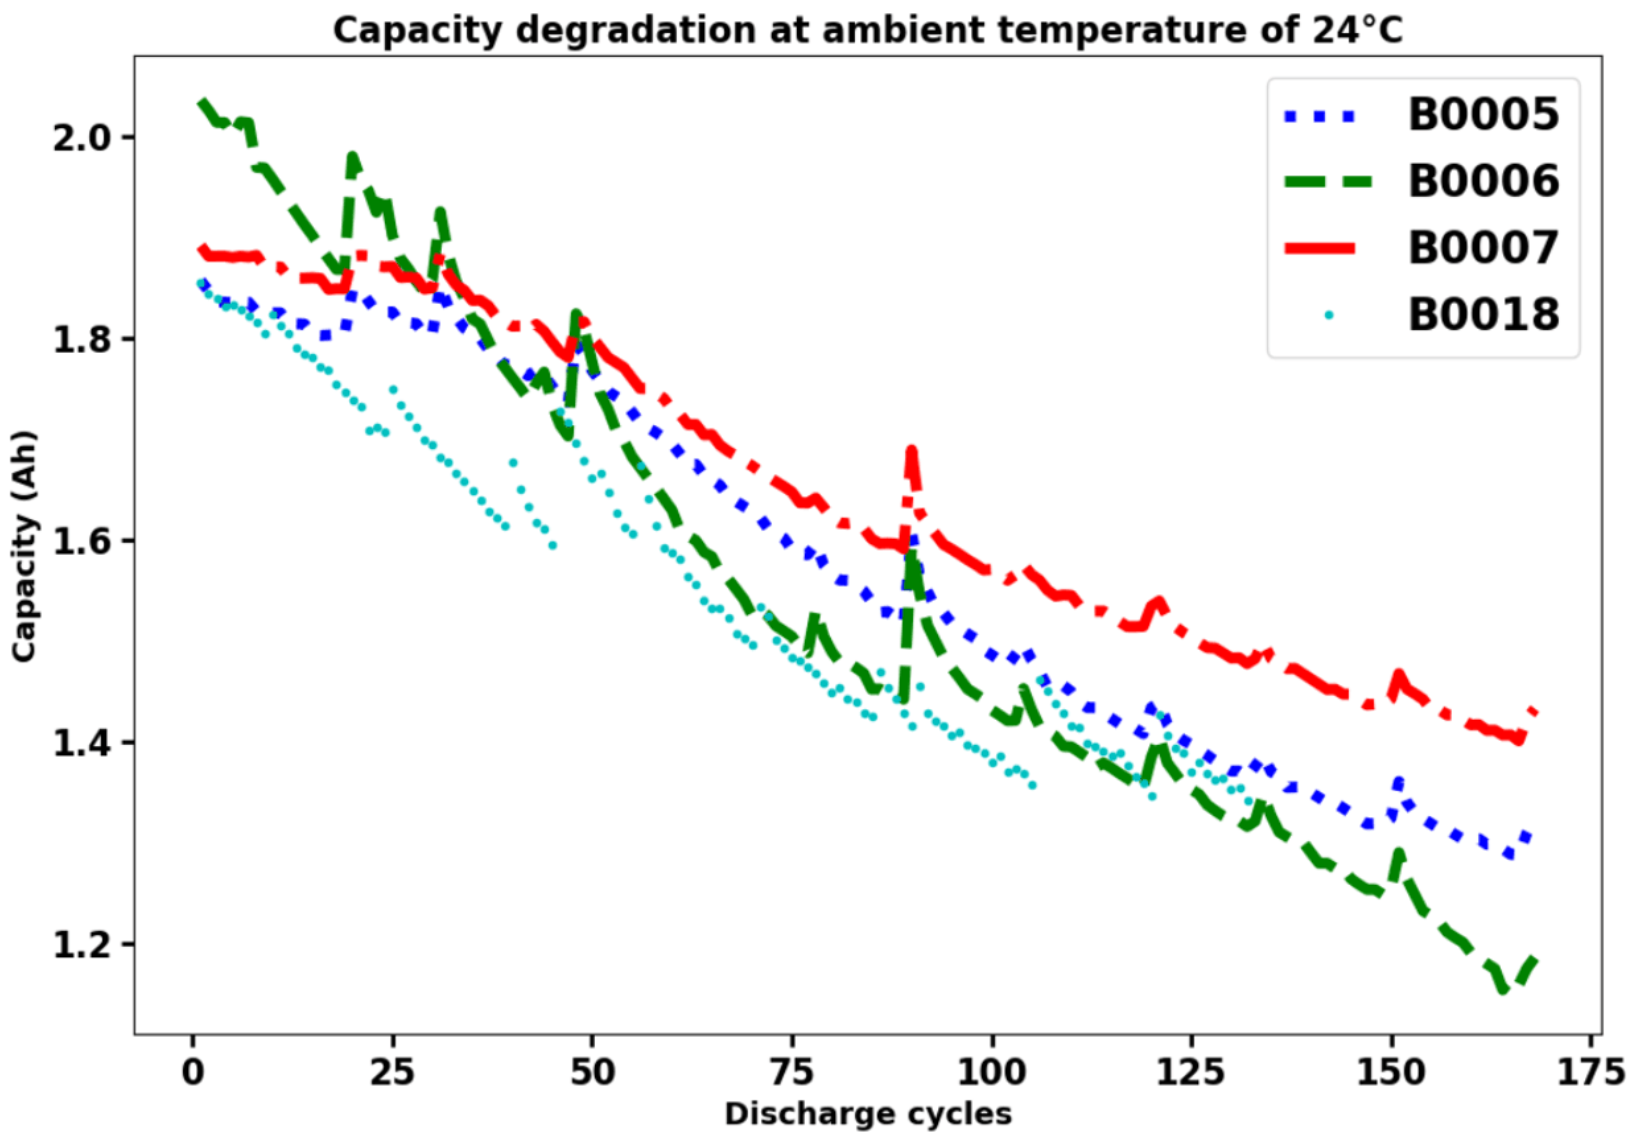 Capacity degradation at ambient temperature of 24°C
B0005
B0006
B0007
B0018
Capacity (Ah)
2.0
1.8
1.6
1.4
1.2
0 25 50 75 100 125 150 175
Discharge cycles